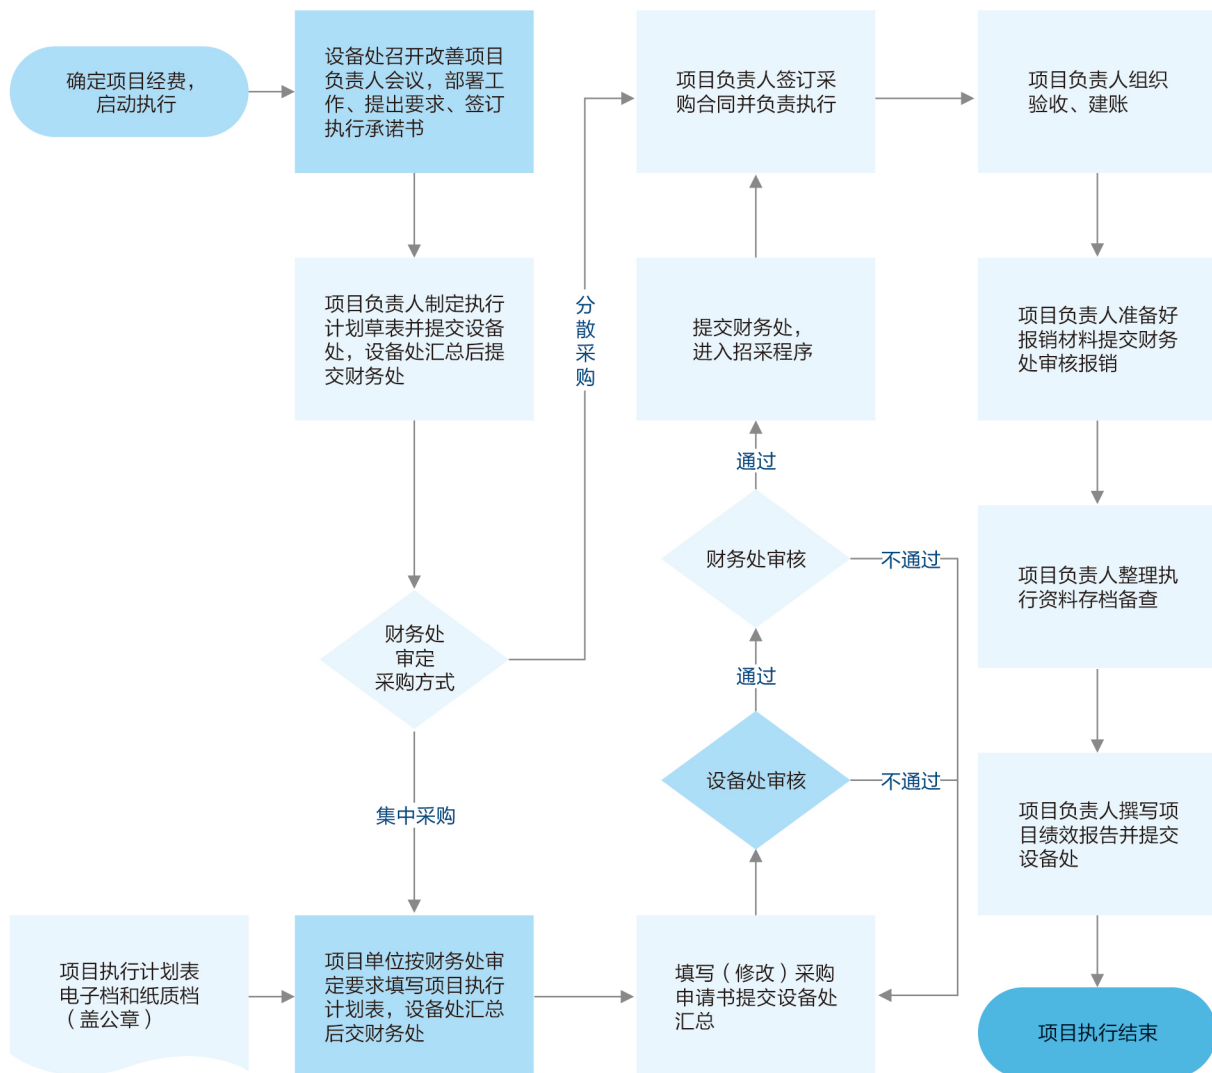 确定项目经费，
启动执行
设备处召开改善项目
负责人会议，部署工
作、提出要求、签订
执行承诺书
项目负责人制定执行
计划草表并提交设备
处，设备处汇总后提
交财务处
财务处
审定
采购方式
分
散
采
购
集中采购
项目执行计划表
电子档和纸质档
（盖公章）
项目单位按财务处审
定要求填写项目执行
计划表，设备处汇总
后交财务处
填写（修改）采购
申请书提交设备处
汇总
设备处审核
不通过
通过
财务处审核
不通过
通过
提交财务处，
进入招采程序
项目负责人签订采
购合同并负责执行
项目负责人组织
验收、建账
项目负责人准备好
报销材料提交财务
处审核报销
项目负责人整理执
行资料存档备查
项目负责人撰写项
目绩效报告并提交
设备处
项目执行结束